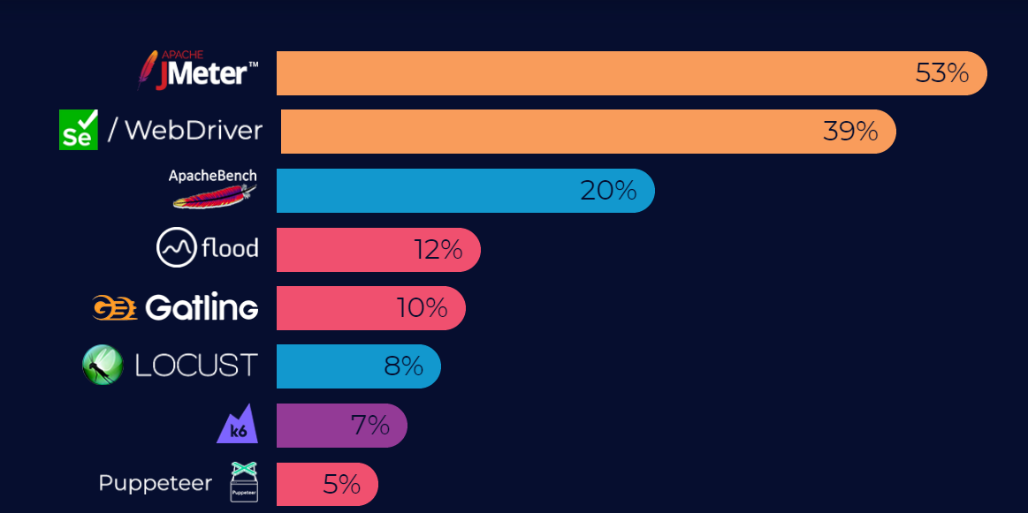 APACHE
JMeter™ 53%
Se / WebDriver 39%
ApacheBench 20%
flood 12%
Gatling 10%
LOCUST 8%
k6 7%
Puppeteer Puppeteer 5%